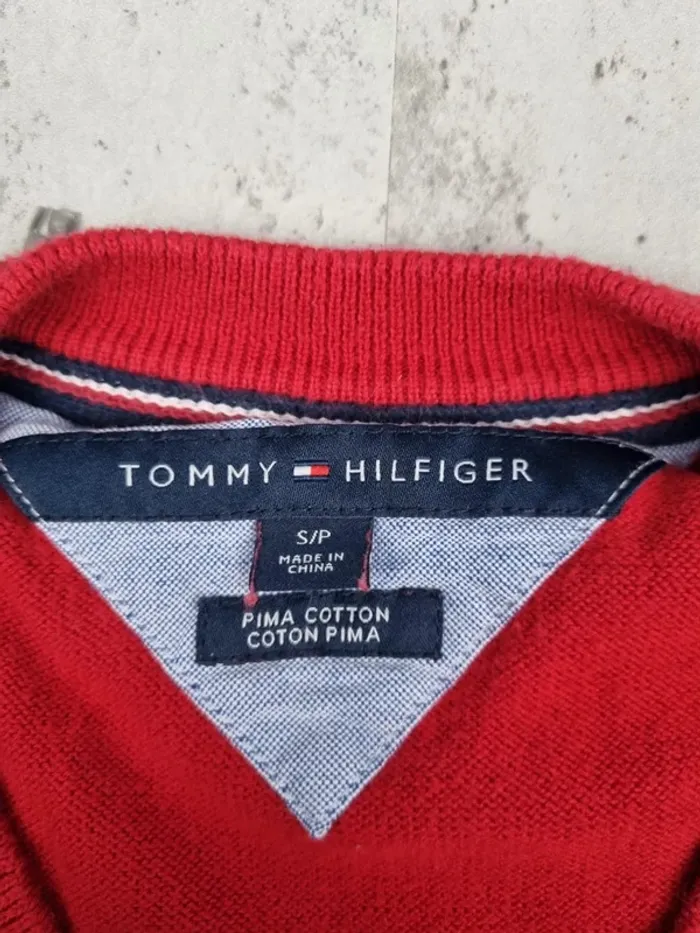 TOMMY HILFIGER
S/P
MADE IN
CHINA
PIMA COTTON
COTON PIMA